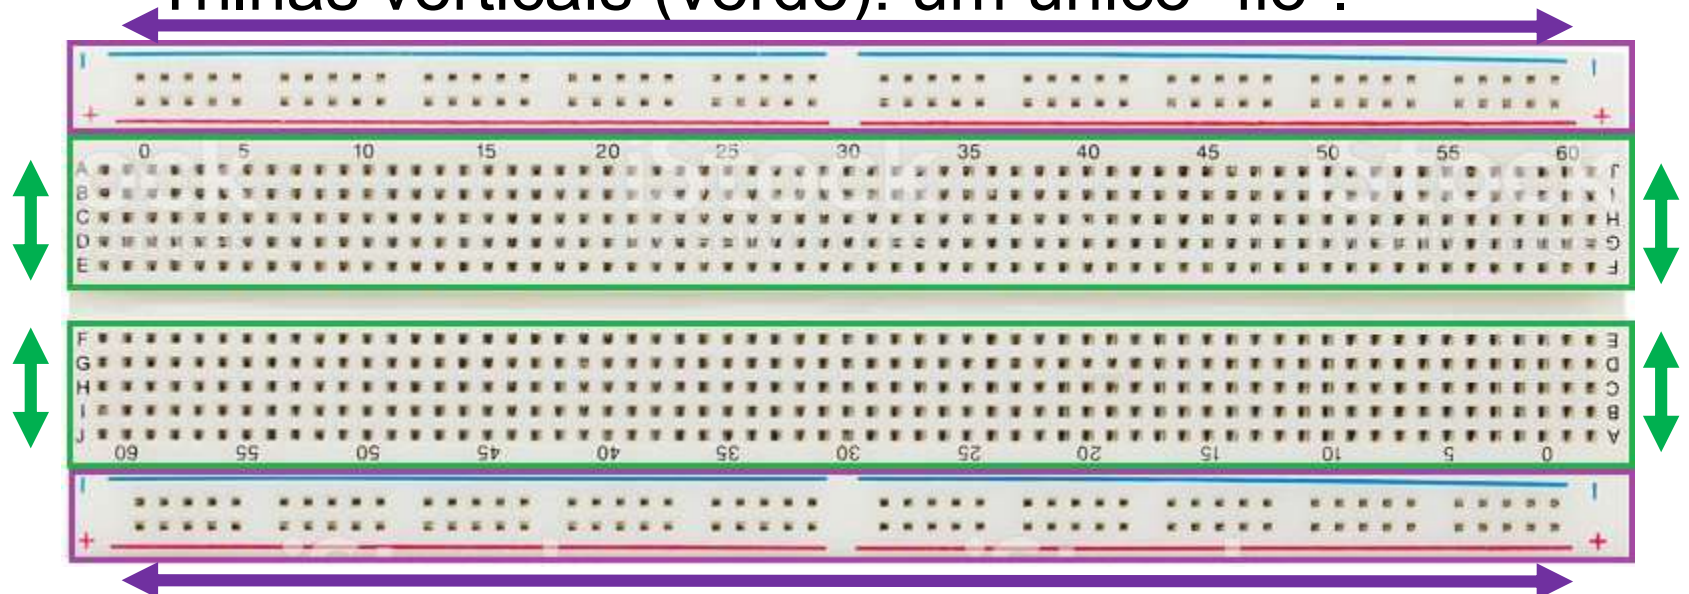 verticais (verde): um único "fio".
+ +
0 5 10 15 20 25 30 35 40 45 50 55 60
A J
B I
C H
D G
E F
F E
G D
H C
I B
J A
60 55 50 45 40 35 30 25 20 15 10 5 0
+ +